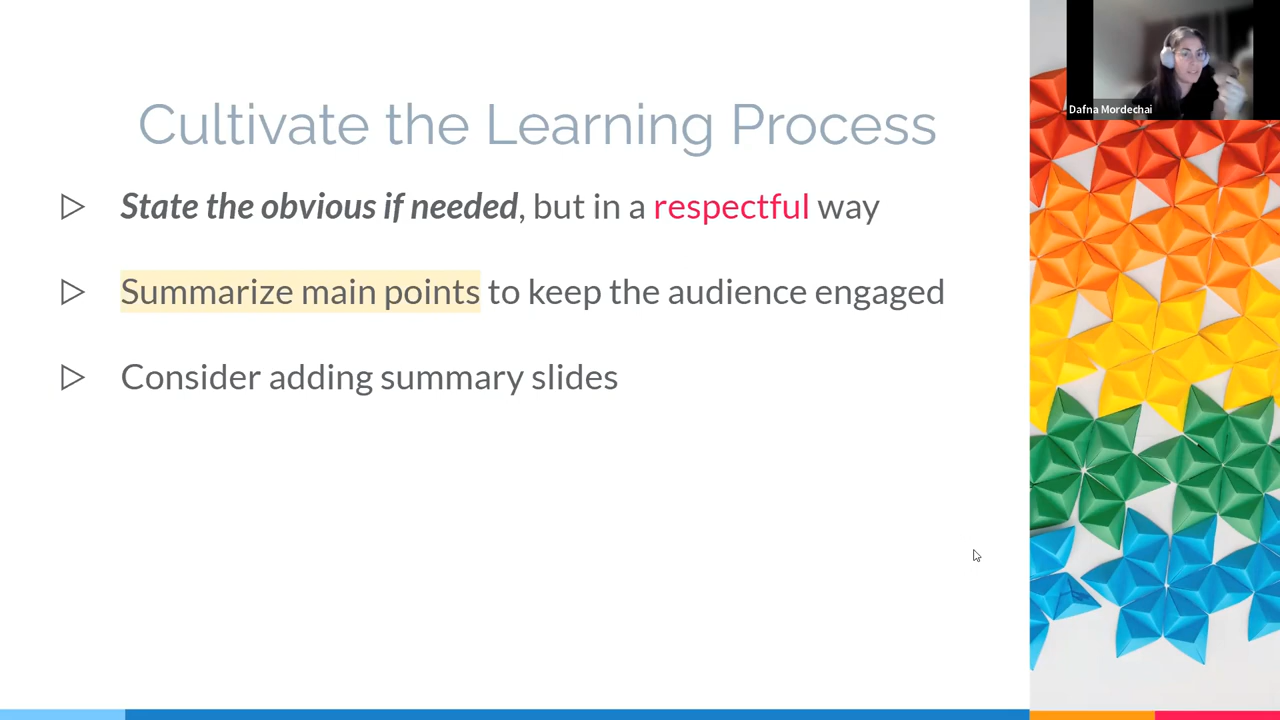 Cultivate the Learning Process
State the obvious if needed, but in a respectful way
Summarize main points to keep the audience engaged
Consider adding summary slides
Dafna Mordechai